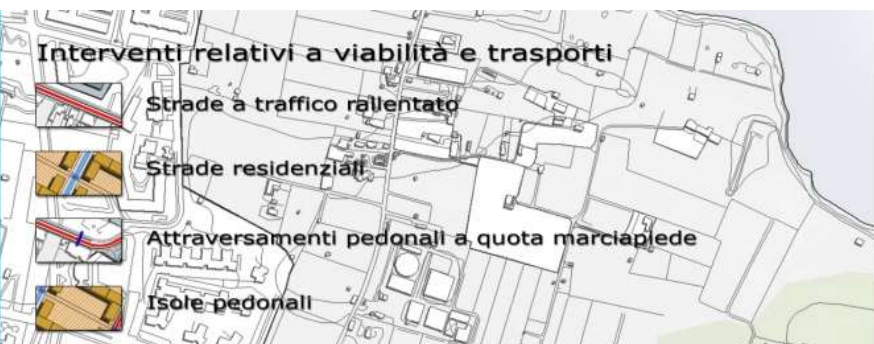 Interventi relativi a viabilità e trasporti
Strade a traffico rallentato
Strade residenziali
Attraversamenti pedonali a quota marciapiede
Isole pedonali